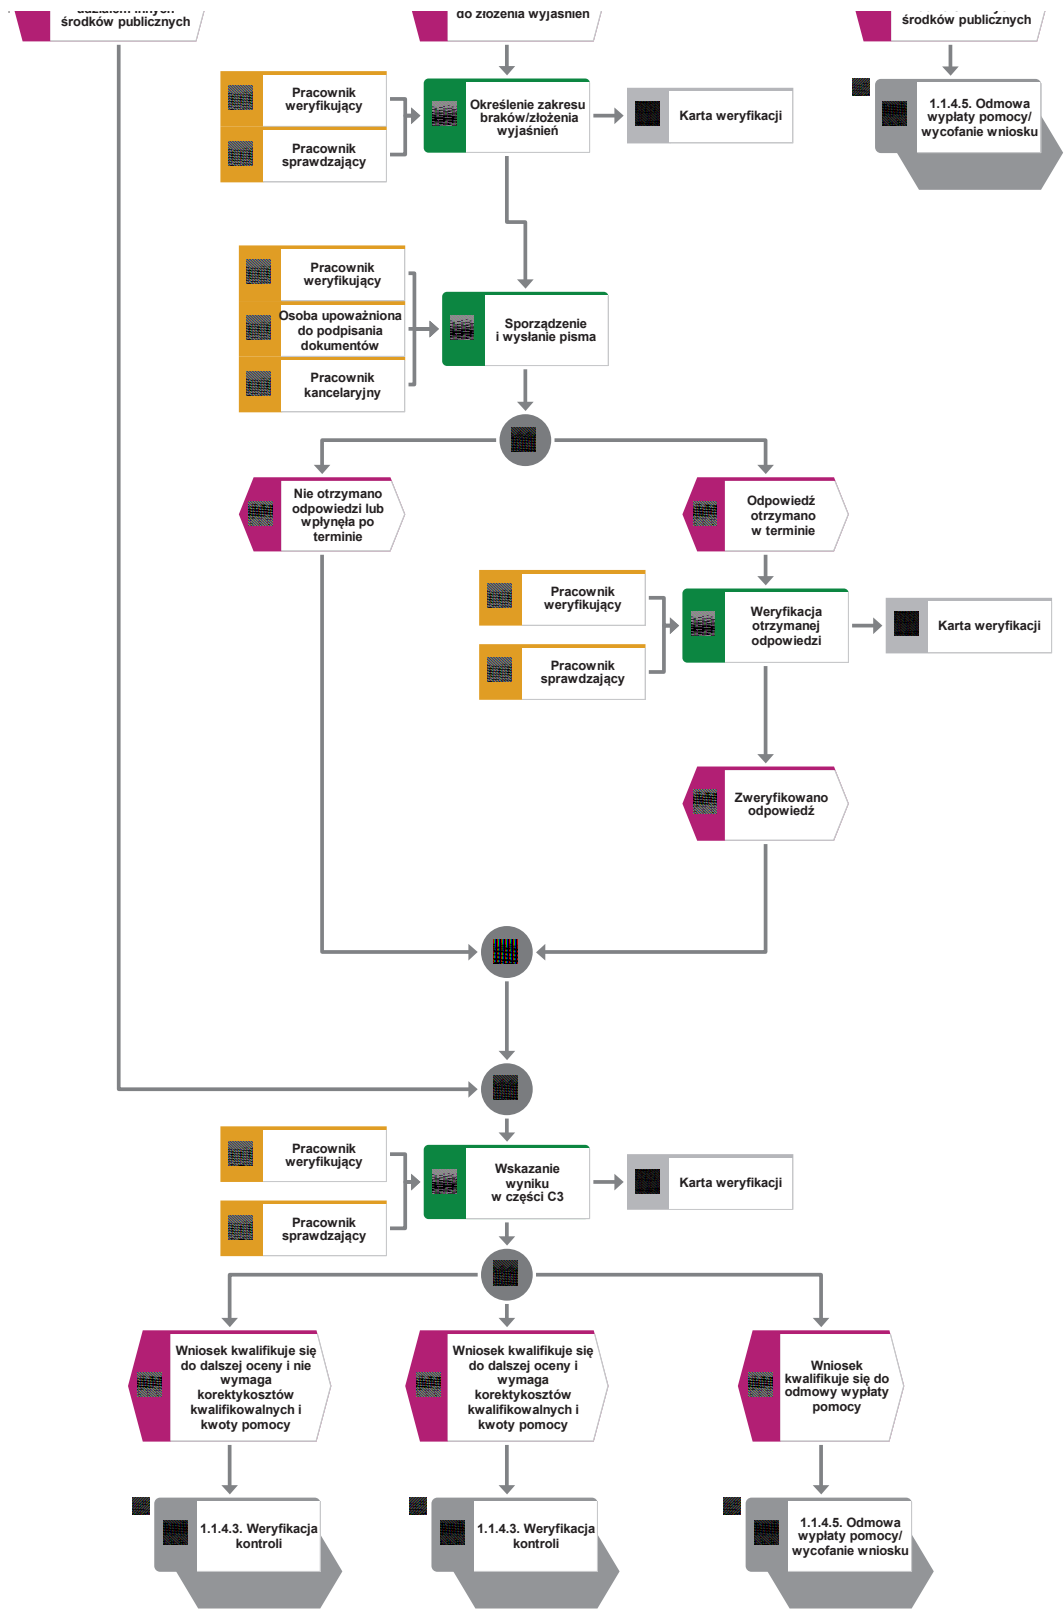 udziałem innych
środków publicznych
do złożenia wyjaśnień
środków publicznych
Pracownik
weryfikujący
Pracownik
sprawdzający
Określenie zakresu
braków/złożenia
wyjaśnień
Karta weryfikacji
1.1.4.5. Odmowa
wypłaty pomocy/
wycofanie wniosku
Pracownik
weryfikujący
Osoba upoważniona
do podpisania
dokumentów
Pracownik
kancelaryjny
Sporządzenie
i wysłanie pisma
Nie otrzymano
odpowiedzi lub
wpłynęła po
terminie
Odpowiedź
otrzymano
w terminie
Pracownik
weryfikujący
Pracownik
sprawdzający
Weryfikacja
otrzymanej
odpowiedzi
Karta weryfikacji
Zweryfikowano
odpowiedź
Pracownik
weryfikujący
Pracownik
sprawdzający
Wskazanie
wyniku
w części C3
Karta weryfikacji
Wniosek kwalifikuje się
do dalszej oceny i nie
wymaga
korektykosztów
kwalifikowalnych i
kwoty pomocy
Wniosek kwalifikuje się
do dalszej oceny i
wymaga
korektykosztów
kwalifikowalnych i
kwoty pomocy
Wniosek
kwalifikuje się do
odmowy wypłaty
pomocy
1.1.4.3. Weryfikacja
kontroli
1.1.4.3. Weryfikacja
kontroli
1.1.4.5. Odmowa
wypłaty pomocy/
wycofanie wniosku